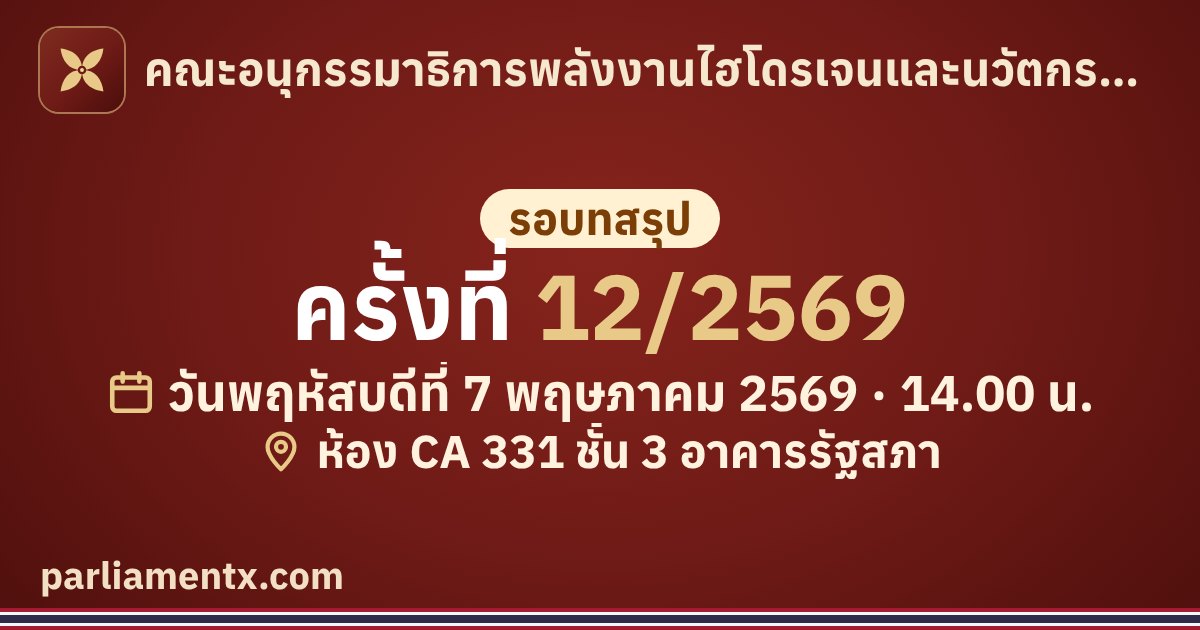 คณะอนุกรรมาธิการพลังงานไฮโดรเจนและนวัตกร...
รอบทสรุป
ครั้งที่ 12/2569
วันพฤหัสบดีที่ 7 พฤษภาคม 2569 · 14.00 น.
ห้อง CA 331 ชั้น 3 อาคารรัฐสภา
parliamentx.com